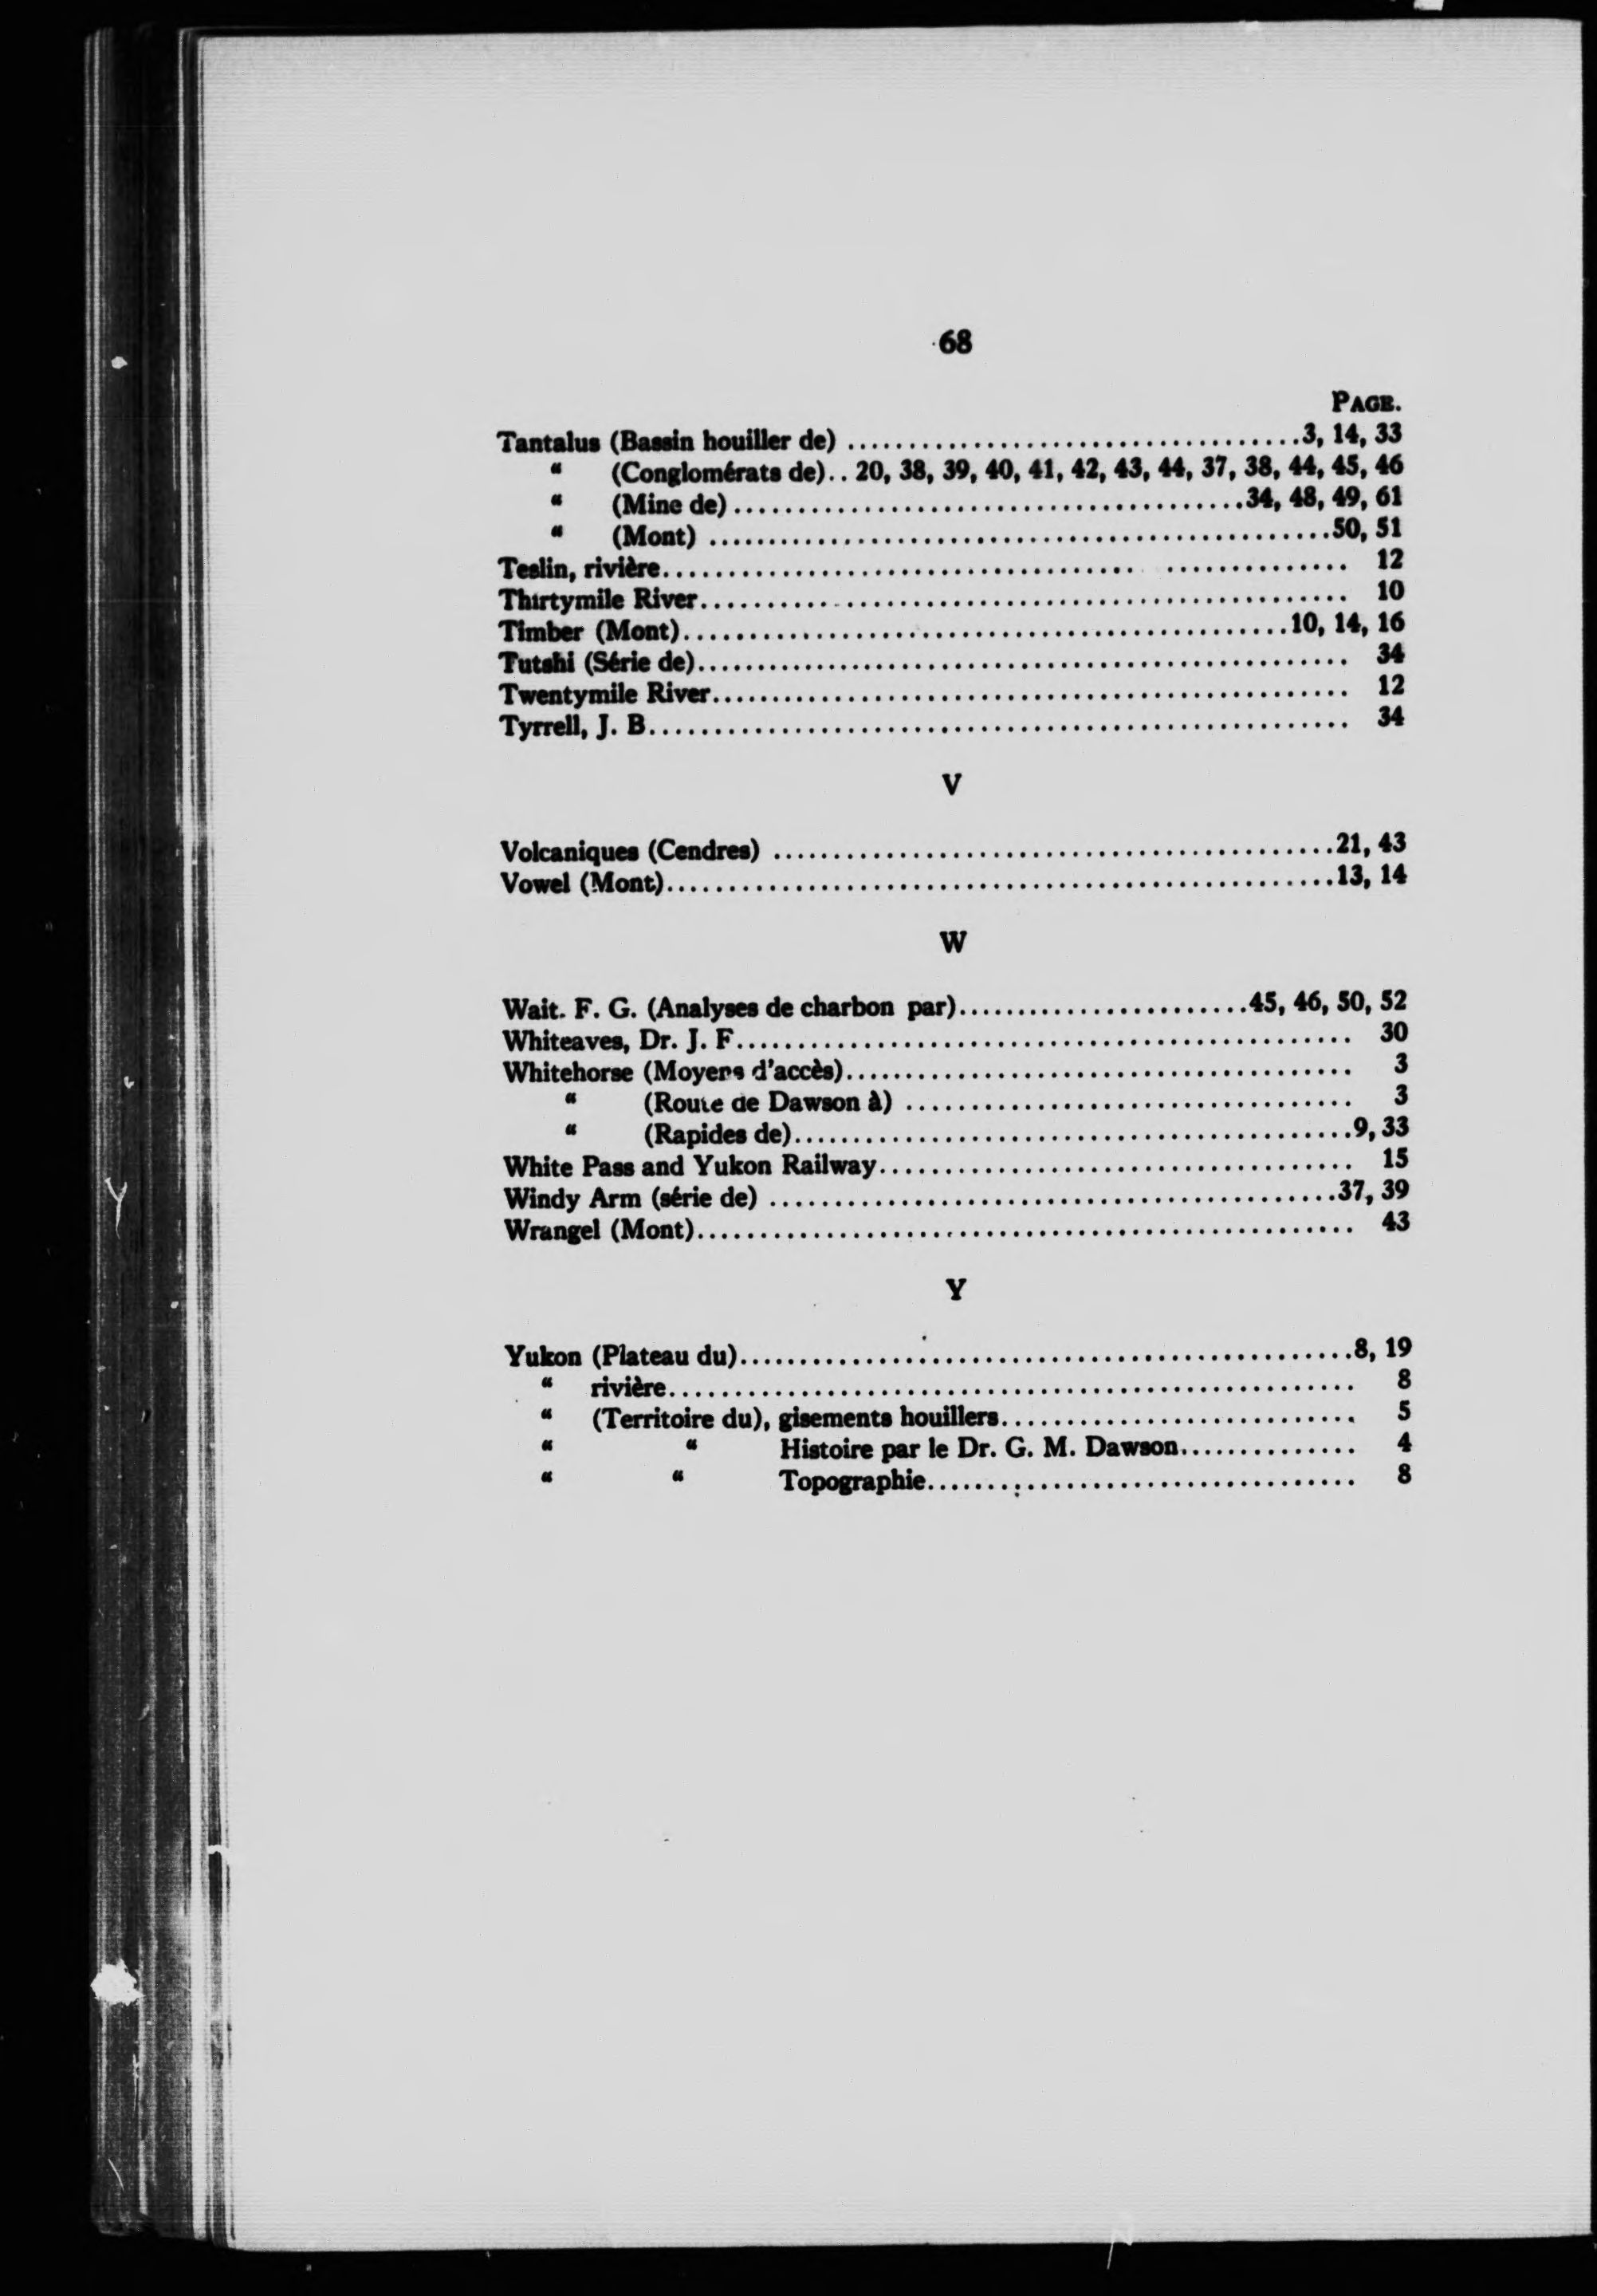 68
PAGE.
Tantalus (Bassin houiller de) ....................................3, 14, 33
“ (Conglomérats de).. 20, 38, 39, 40, 41, 42, 43, 44, 37, 38, 44, 45, 46
“ (Mine de).........................................34, 48, 49, 61
“ (Mont) ..................................................50, 51
Teslin, rivière...................................................... 12
Thirtymile River.................................................... 10
Timber (Mont)................................................10, 14, 16
Tutshi (Série de).................................................... 34
Twentymile River................................................... 12
Tyrrell, J. B........................................................ 34
V
Volcaniques (Cendres) .............................................21, 43
Vowel (Mont).....................................................13, 14
W
Wait. F. G. (Analyses de charbon par).......................45, 46, 50, 52
Whiteaves, Dr. J. F................................................. 30
Whitehorse (Moyens d'accès)........................................ 3
“ (Route de Dawson à) .................................... 3
“ (Rapides de).............................................9, 33
White Pass and Yukon Railway...................................... 15
Windy Arm (série de) .............................................37, 39
Wrangel (Mont)..................................................... 43
Y
Yukon (Plateau du).................................................8, 19
“ rivière....................................................... 8
“ (Territoire du), gisements houillers............................ 5
“ “ Histoire par le Dr. G. M. Dawson.............. 4
“ “ Topographie.................................. 8